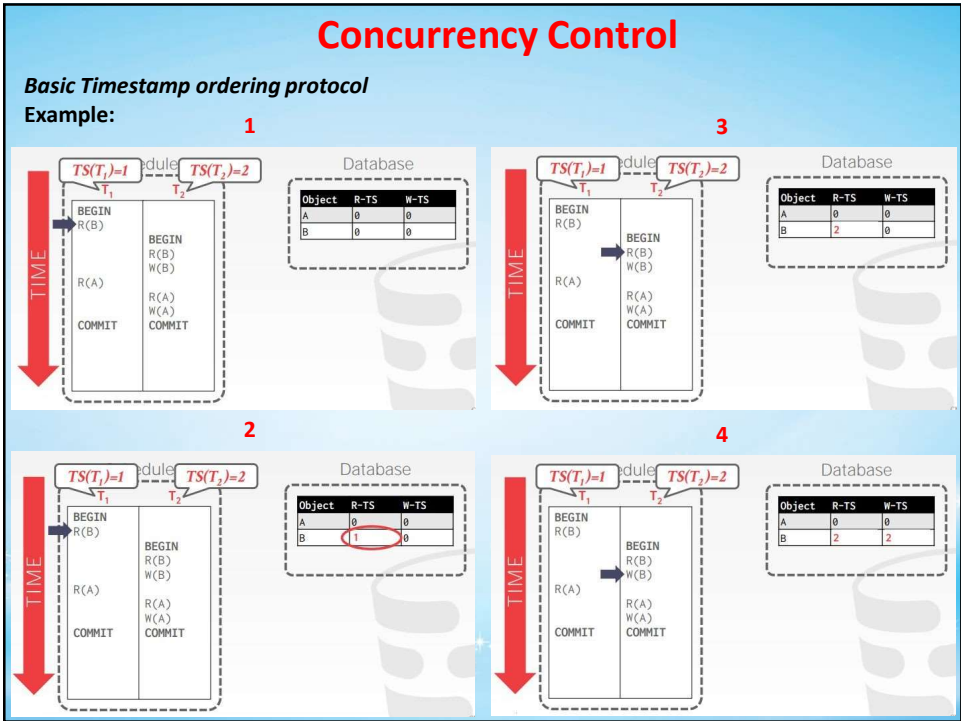 Concurrency Control
Basic Timestamp ordering protocol
Example:
1
TS(T1)=1 edule TS(T2)=2
T1 T2
Database
TIME
BEGIN
R(B)
BEGIN
R(B)
W(B)
R(A)
R(A)
W(A)
COMMIT COMMIT
Object R-TS W-TS
A 0 0
B 0 0
2
TS(T1)=1 edule TS(T2)=2
T1 T2
Database
TIME
BEGIN
R(B)
BEGIN
R(B)
W(B)
R(A)
R(A)
W(A)
COMMIT COMMIT
Object R-TS W-TS
A 0 0
B 1 0
3
TS(T1)=1 edule TS(T2)=2
T1 T2
Database
TIME
BEGIN
R(B)
BEGIN
R(B)
W(B)
R(A)
R(A)
W(A)
COMMIT COMMIT
Object R-TS W-TS
A 0 0
B 2 0
4
TS(T1)=1 edule TS(T2)=2
T1 T2
Database
TIME
BEGIN
R(B)
BEGIN
R(B)
W(B)
R(A)
R(A)
W(A)
COMMIT COMMIT
Object R-TS W-TS
A 0 0
B 2 2